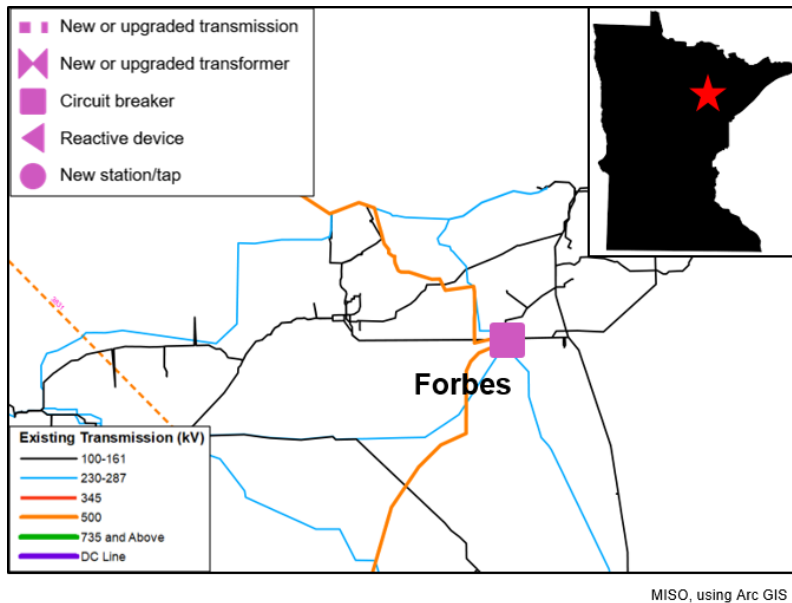 New or upgraded transmission
New or upgraded transformer
Circuit breaker
Reactive device
New station/tap
3831
Forbes
Existing Transmission (kV)
100-161
230-287
345
500
735 and Above
DC Line
MISO, using Arc GIS